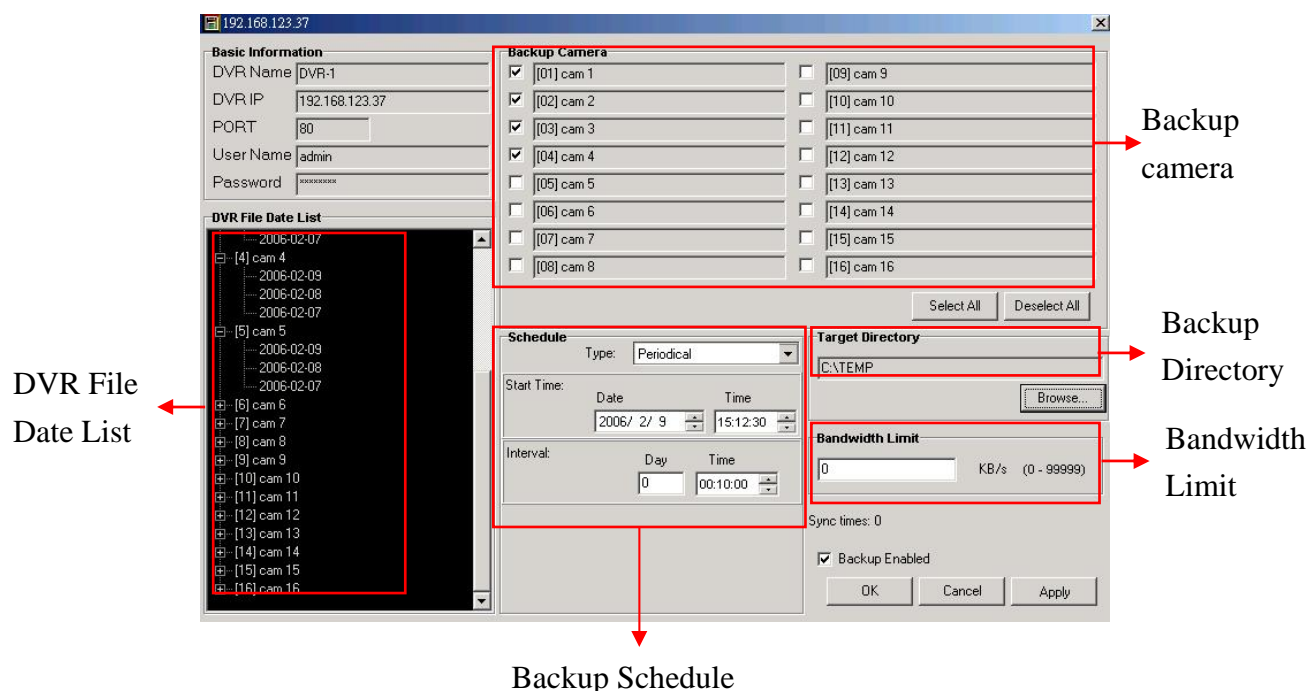 192.168.123.37
Basic Information
DVR Name DVR-1
DVR IP 192.168.123.37
PORT 80
User Name admin
Password ********
Backup Camera
[01] cam 1
[02] cam 2
[03] cam 3
[04] cam 4
[05] cam 5
[06] cam 6
[07] cam 7
[08] cam 8
[09] cam 9
[10] cam 10
[11] cam 11
[12] cam 12
[13] cam 13
[14] cam 14
[15] cam 15
[16] cam 16
Select All Deselect All
Backup
camera
DVR File Date List
2006-02-07
[4] cam 4
2006-02-09
2006-02-08
2006-02-07
[5] cam 5
2006-02-09
2006-02-08
2006-02-07
[6] cam 6
[7] cam 7
[8] cam 8
[9] cam 9
[10] cam 10
[11] cam 11
[12] cam 12
[13] cam 13
[14] cam 14
[15] cam 15
[16] cam 16
DVR File
Date List
Schedule
Type: Periodical
Start Time:
Date Time
2006/ 2/ 9 15:12:30
Interval:
Day Time
0 00:10:00
Backup Schedule
Target Directory
C:\TEMP
Browse...
Backup
Directory
Bandwidth Limit
0 KB/s (0 - 99999)
Bandwidth
Limit
Sync times: 0
Backup Enabled
OK Cancel Apply